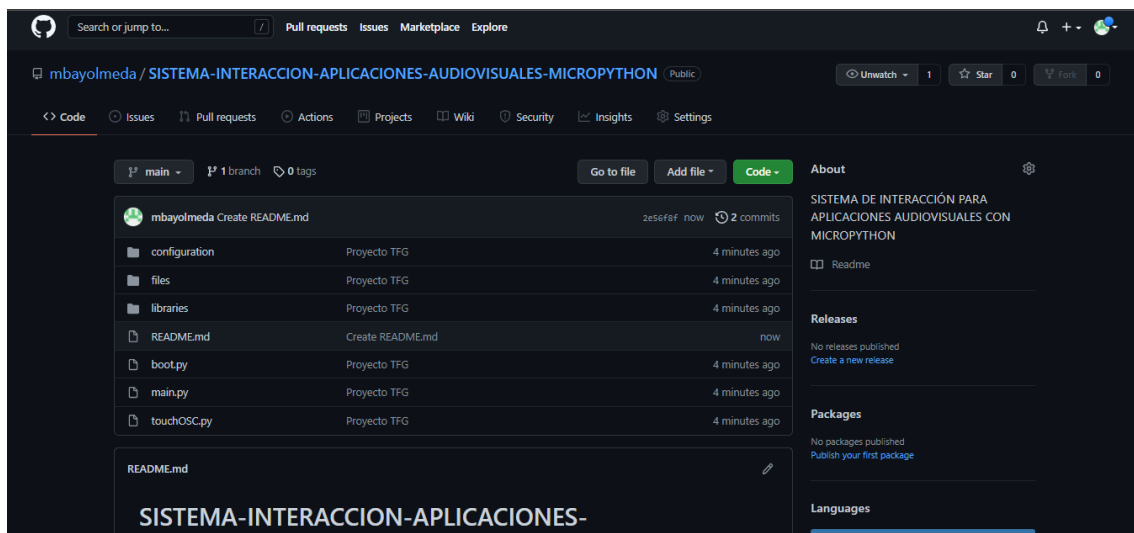 Search or jump to... / Pull requests Issues Marketplace Explore
mbayolmeda / SISTEMA-INTERACCION-APLICACIONES-AUDIOVISUALES-MICROPYTHON Public
Unwatch 1 Star 0 Fork 0
<> Code Issues Pull requests Actions Projects Wiki Security Insights Settings
main 1 branch 0 tags Go to file Add file Code
mbayolmeda Create README.md 2e56f8f now 2 commits
configuration Proyecto TFG 4 minutes ago
files Proyecto TFG 4 minutes ago
libraries Proyecto TFG 4 minutes ago
README.md Create README.md now
boot.py Proyecto TFG 4 minutes ago
main.py Proyecto TFG 4 minutes ago
touchOSC.py Proyecto TFG 4 minutes ago
README.md
SISTEMA-INTERACCION-APLICACIONES-
About
SISTEMA DE INTERACCIÓN PARA
APLICACIONES AUDIOVISUALES CON
MICROPYTHON
Readme
Releases
No releases published
Create a new release
Packages
No packages published
Publish your first package
Languages